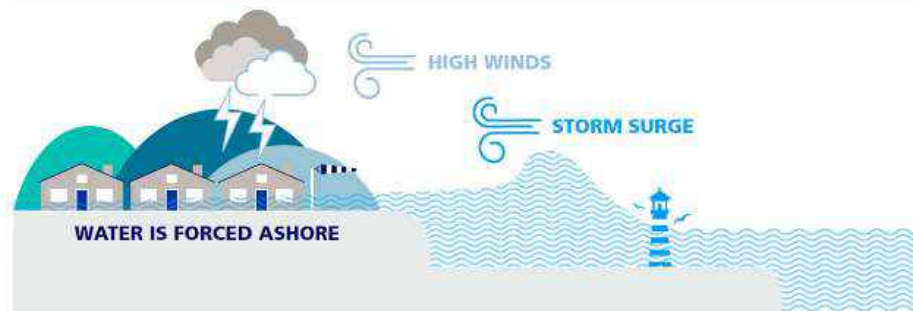 HIGH WINDS
STORM SURGE
WATER IS FORCED ASHORE